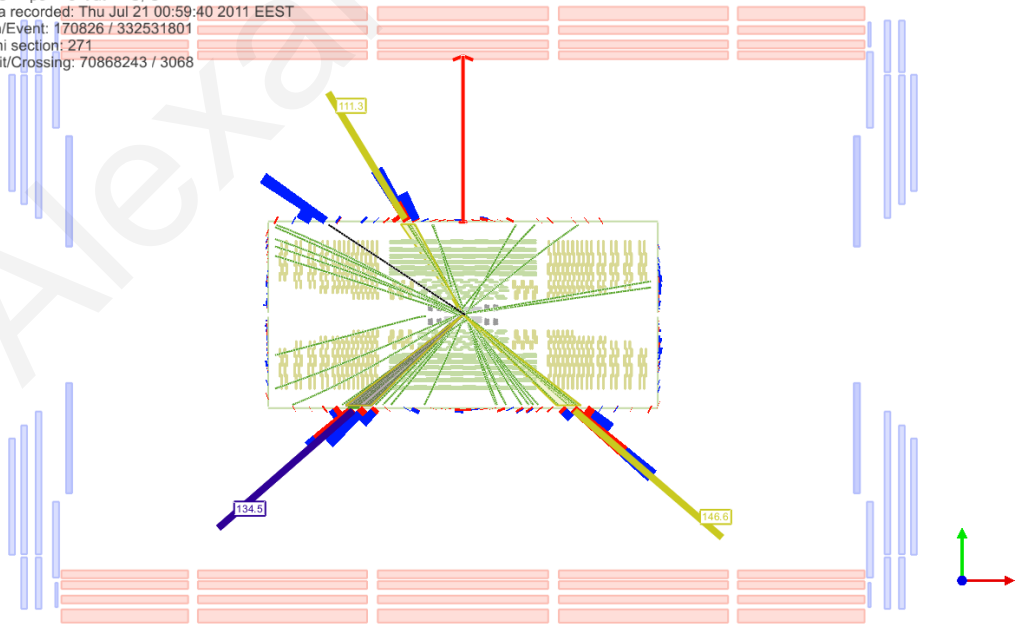 a recorded: Thu Jul 21 00:59:40 2011 EEST
/Event: 170826 / 332531801
i section: 271
it/Crossing: 70868243 / 3068
111.3
134.5
146.6
Alexa